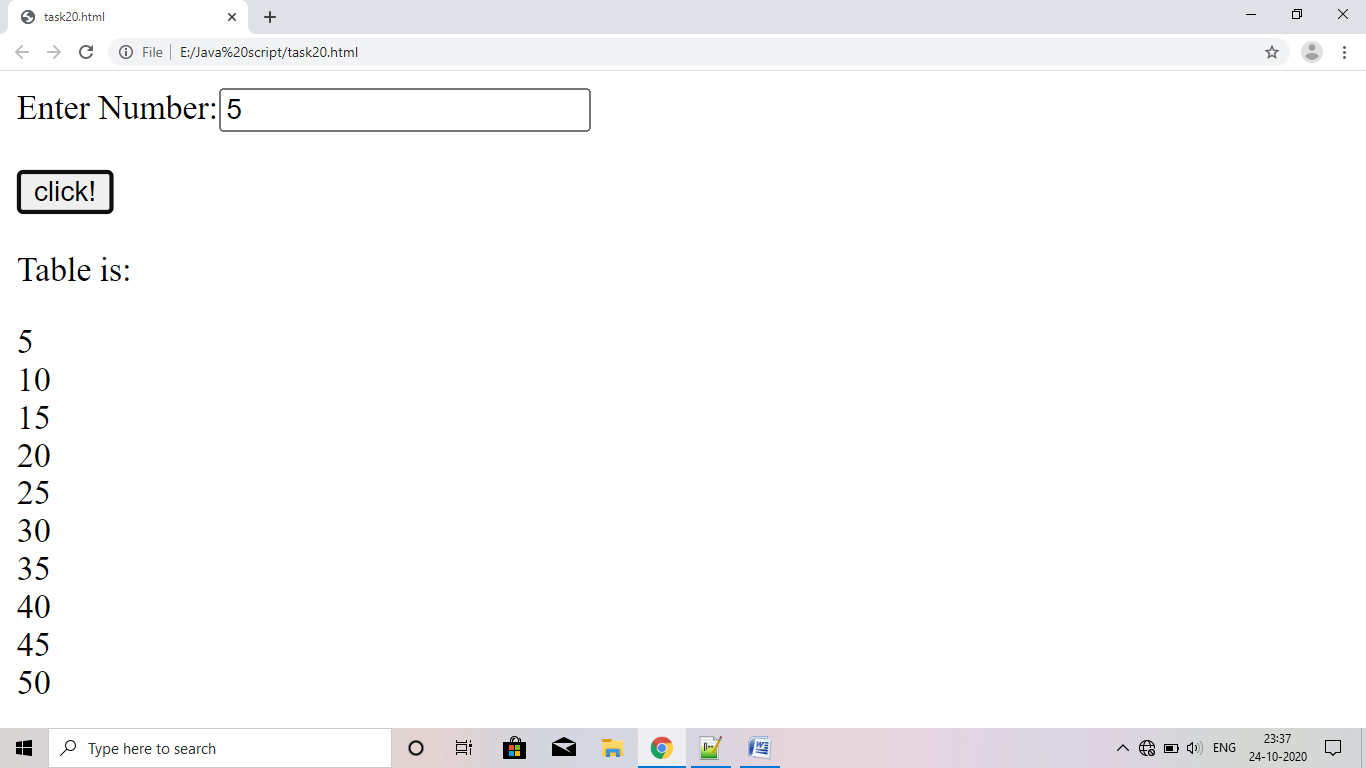 task20.html
File E:/Java%20script/task20.html
Enter Number: 5
click!
Table is:
5
10
15
20
25
30
35
40
45
50
Type here to search
ENG
23:37
24-10-2020